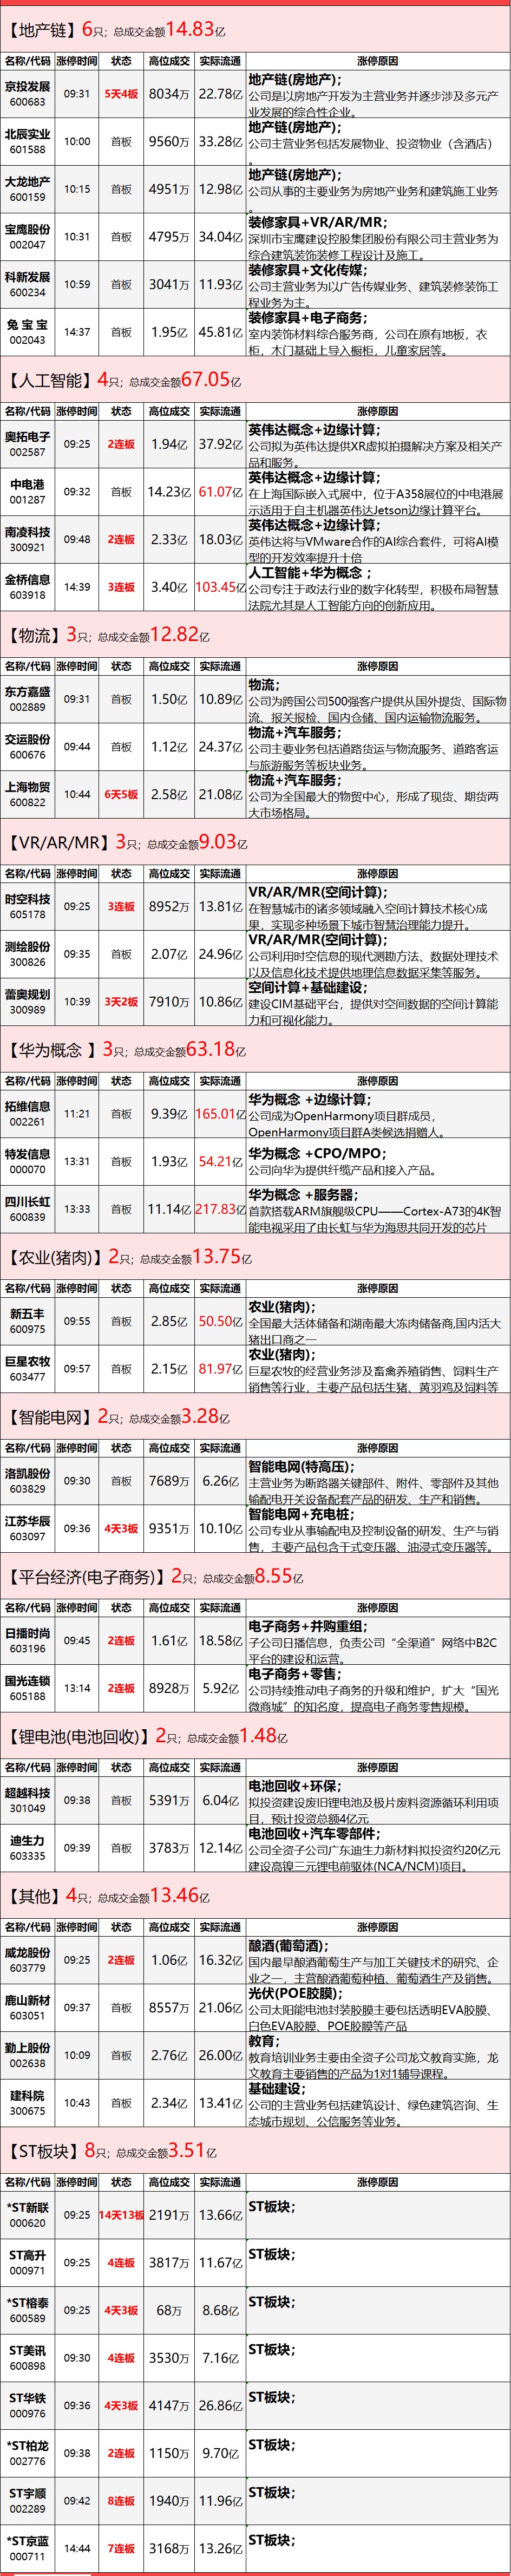 【地产链】6只；总成交金额14.83亿
名称/代码 涨停时间 状态 高位成交 实际流通 涨停原因
京投发展 600683 09:31 5天4板 8034万 22.78亿 地产链(房地产)；
公司是以房地产开发为主营业务并逐步涉及多元产
业发展的综合性企业。
北辰实业 601588 10:00 首板 9560万 33.28亿 地产链(房地产)；
公司主营业务包括发展物业、投资物业（含酒店）
。
大龙地产 600159 10:15 首板 4951万 12.98亿 地产链(房地产)；
公司从事的主要业务为房地产业务和建筑施工业务
。
宝鹰股份 002047 10:31 首板 4795万 34.04亿 装修家具+VR/AR/MR；
深圳市宝鹰建设控股集团股份有限公司主营业务为
综合建筑装饰装修工程设计及施工。
科新发展 600234 10:59 首板 3041万 11.93亿 装修家具+文化传媒；
公司主营业务为以广告传媒业务、建筑装修装饰工
程业务为主。
兔 宝 宝 002043 14:37 首板 1.95亿 45.81亿 装修家具+电子商务；
室内装饰材料综合服务商，公司在原有地板，衣
柜，木门基础上导入橱柜，儿童家居等。
【人工智能】4只；总成交金额67.05亿
名称/代码 涨停时间 状态 高位成交 实际流通 涨停原因
奥拓电子 002587 09:25 2连板 1.94亿 37.92亿 英伟达概念+边缘计算；
公司拟为英伟达提供XR虚拟拍摄解决方案及相关产
品和服务。
中电港 001287 09:32 首板 14.23亿 61.07亿 英伟达概念+边缘计算；
在上海国际嵌入式展中，位于A358展位的中电港展
示适用于自主机器英伟达Jetson边缘计算平台。
南凌科技 300921 09:48 2连板 2.33亿 18.03亿 英伟达概念+边缘计算；
英伟达将与VMware合作的AI综合套件，可将AI模
型的开发效率提升十倍
金桥信息 603918 14:39 3连板 3.40亿 103.45亿 人工智能+华为概念 ；
公司专注于政法行业的数字化转型，积极布局智慧
法院尤其是人工智能方向的创新应用。
【物流】3只；总成交金额12.82亿
名称/代码 涨停时间 状态 高位成交 实际流通 涨停原因
东方嘉盛 002889 09:31 首板 1.50亿 10.89亿 物流；
公司为跨国公司500强客户提供从国外提货、国际物
流、报关报检、国内仓储、国内运输物流服务。
交运股份 600676 09:44 首板 1.12亿 24.37亿 物流+汽车服务；
公司主要业务包括道路货运与物流服务、道路客运
与旅游服务等板块业务。
上海物贸 600822 10:44 6天5板 2.58亿 21.08亿 物流+汽车服务；
公司为全国最大的物贸中心，形成了现货、期货两
大市场格局。
【VR/AR/MR】3只；总成交金额9.03亿
名称/代码 涨停时间 状态 高位成交 实际流通 涨停原因
时空科技 605178 09:25 3连板 8952万 13.81亿 VR/AR/MR(空间计算)；
在智慧城市的诸多领域融入空间计算技术核心成
果，实现多种场景下城市智慧治理能力提升。
测绘股份 300826 09:35 首板 2.07亿 24.96亿 VR/AR/MR(空间计算)；
公司利用时空信息的现代测勘方法、数据处理技术
以及信息化技术提供地理信息数据采集等服务。
蕾奥规划 300989 10:39 3天2板 7910万 10.86亿 空间计算+基础建设；
建设CIM基础平台，提供对空间数据的空间计算能
力和可视化能力。
【华为概念 】3只；总成交金额63.18亿
名称/代码 涨停时间 状态 高位成交 实际流通 涨停原因
拓维信息 002261 11:21 首板 9.39亿 165.01亿 华为概念 +边缘计算；
公司成为OpenHarmony项目群成员，
OpenHarmony项目群A类候选捐赠人。
特发信息 000070 13:31 首板 1.93亿 54.21亿 华为概念 +CPO/MPO；
公司向华为提供纤缆产品和接入产品。
四川长虹 600839 13:33 首板 11.14亿 217.83亿 华为概念 +服务器；
首款搭载ARM旗舰级CPU——Cortex-A73的4K智
能电视采用了由长虹与华为海思共同开发的芯片
【农业(猪肉)】2只；总成交金额13.75亿
名称/代码 涨停时间 状态 高位成交 实际流通 涨停原因
新五丰 600975 09:55 首板 2.85亿 50.50亿 农业(猪肉)；
全国最大活体储备和湖南最大冻肉储备商,国内活大
猪出口商之一
巨星农牧 603477 09:57 首板 2.15亿 81.97亿 农业(猪肉)；
巨星农牧的经营业务涉及畜禽养殖销售、饲料生产
销售等行业，主要产品包括生猪、黄羽鸡及饲料等
【智能电网】2只；总成交金额3.28亿
名称/代码 涨停时间 状态 高位成交 实际流通 涨停原因
洛凯股份 603829 09:30 首板 7689万 6.26亿 智能电网(特高压)；
主营业务为断路器关键部件、附件、零部件及其他
输配电开关设备配套产品的研发、生产和销售。
江苏华辰 603097 09:36 4天3板 9351万 10.10亿 智能电网+充电桩；
公司专业从事输配电及控制设备的研发、生产与销
售，主要产品包含干式变压器、油浸式变压器等。
【平台经济(电子商务)】2只；总成交金额8.55亿
名称/代码 涨停时间 状态 高位成交 实际流通 涨停原因
日播时尚 603196 09:45 2连板 1.61亿 18.58亿 电子商务+并购重组；
子公司日播信息，负责公司“全渠道”网络中B2C
平台的建设和运营。
国光连锁 605188 13:14 2连板 8928万 5.92亿 电子商务+零售；
公司持续推动电子商务的升级和维护，扩大“国光
微商城”的知名度，提高电子商务零售规模。
【锂电池(电池回收)】2只；总成交金额1.48亿
名称/代码 涨停时间 状态 高位成交 实际流通 涨停原因
超越科技 301049 09:38 首板 5391万 6.04亿 电池回收+环保；
拟投资建设废旧锂电池及极片废料资源循环利用项
目，预计投资总额4亿元
迪生力 603335 09:39 首板 3783万 12.14亿 电池回收+汽车零部件；
公司全资子公司广东迪生力新材料拟投资约20亿元
建设高镍三元锂电前驱体(NCA/NCM)项目。
【其他】4只；总成交金额13.46亿
名称/代码 涨停时间 状态 高位成交 实际流通 涨停原因
威龙股份 603779 09:25 2连板 1.06亿 16.32亿 酿酒(葡萄酒)；
国内最早酿酒葡萄生产与加工关键技术的研究、企
业之一，主营酿酒葡萄种植、葡萄酒生产及销售。
鹿山新材 603051 09:37 首板 8557万 21.06亿 光伏(POE胶膜)；
公司太阳能电池封装胶膜主要包括透明EVA胶膜、
白色EVA胶膜、POE胶膜等产品
勤上股份 002638 10:09 首板 2.76亿 26.00亿 教育；
教育培训业务主要由全资子公司龙文教育实施，龙
文教育主要销售的产品为1对1辅导课程。
建科院 300675 10:43 首板 2.34亿 13.41亿 基础建设；
公司的主营业务包括建筑设计、绿色建筑咨询、生
态城市规划、公信服务等业务。
【ST板块】8只；总成交金额3.51亿
名称/代码 涨停时间 状态 高位成交 实际流通 涨停原因
*ST新联 000620 09:25 14天13板 2191万 13.66亿 ST板块；
ST高升 000971 09:25 4连板 3817万 11.67亿 ST板块；
*ST榕泰 600589 09:25 4天3板 68万 8.68亿 ST板块；
ST美讯 600898 09:30 4连板 3530万 7.16亿 ST板块；
ST华铁 000976 09:36 4天3板 4147万 26.86亿 ST板块；
*ST柏龙 002776 09:38 2连板 1150万 9.70亿 ST板块；
ST宇顺 002289 09:42 8连板 1940万 11.96亿 ST板块；
*ST京蓝 000711 14:44 7连板 3168万 13.26亿 ST板块；